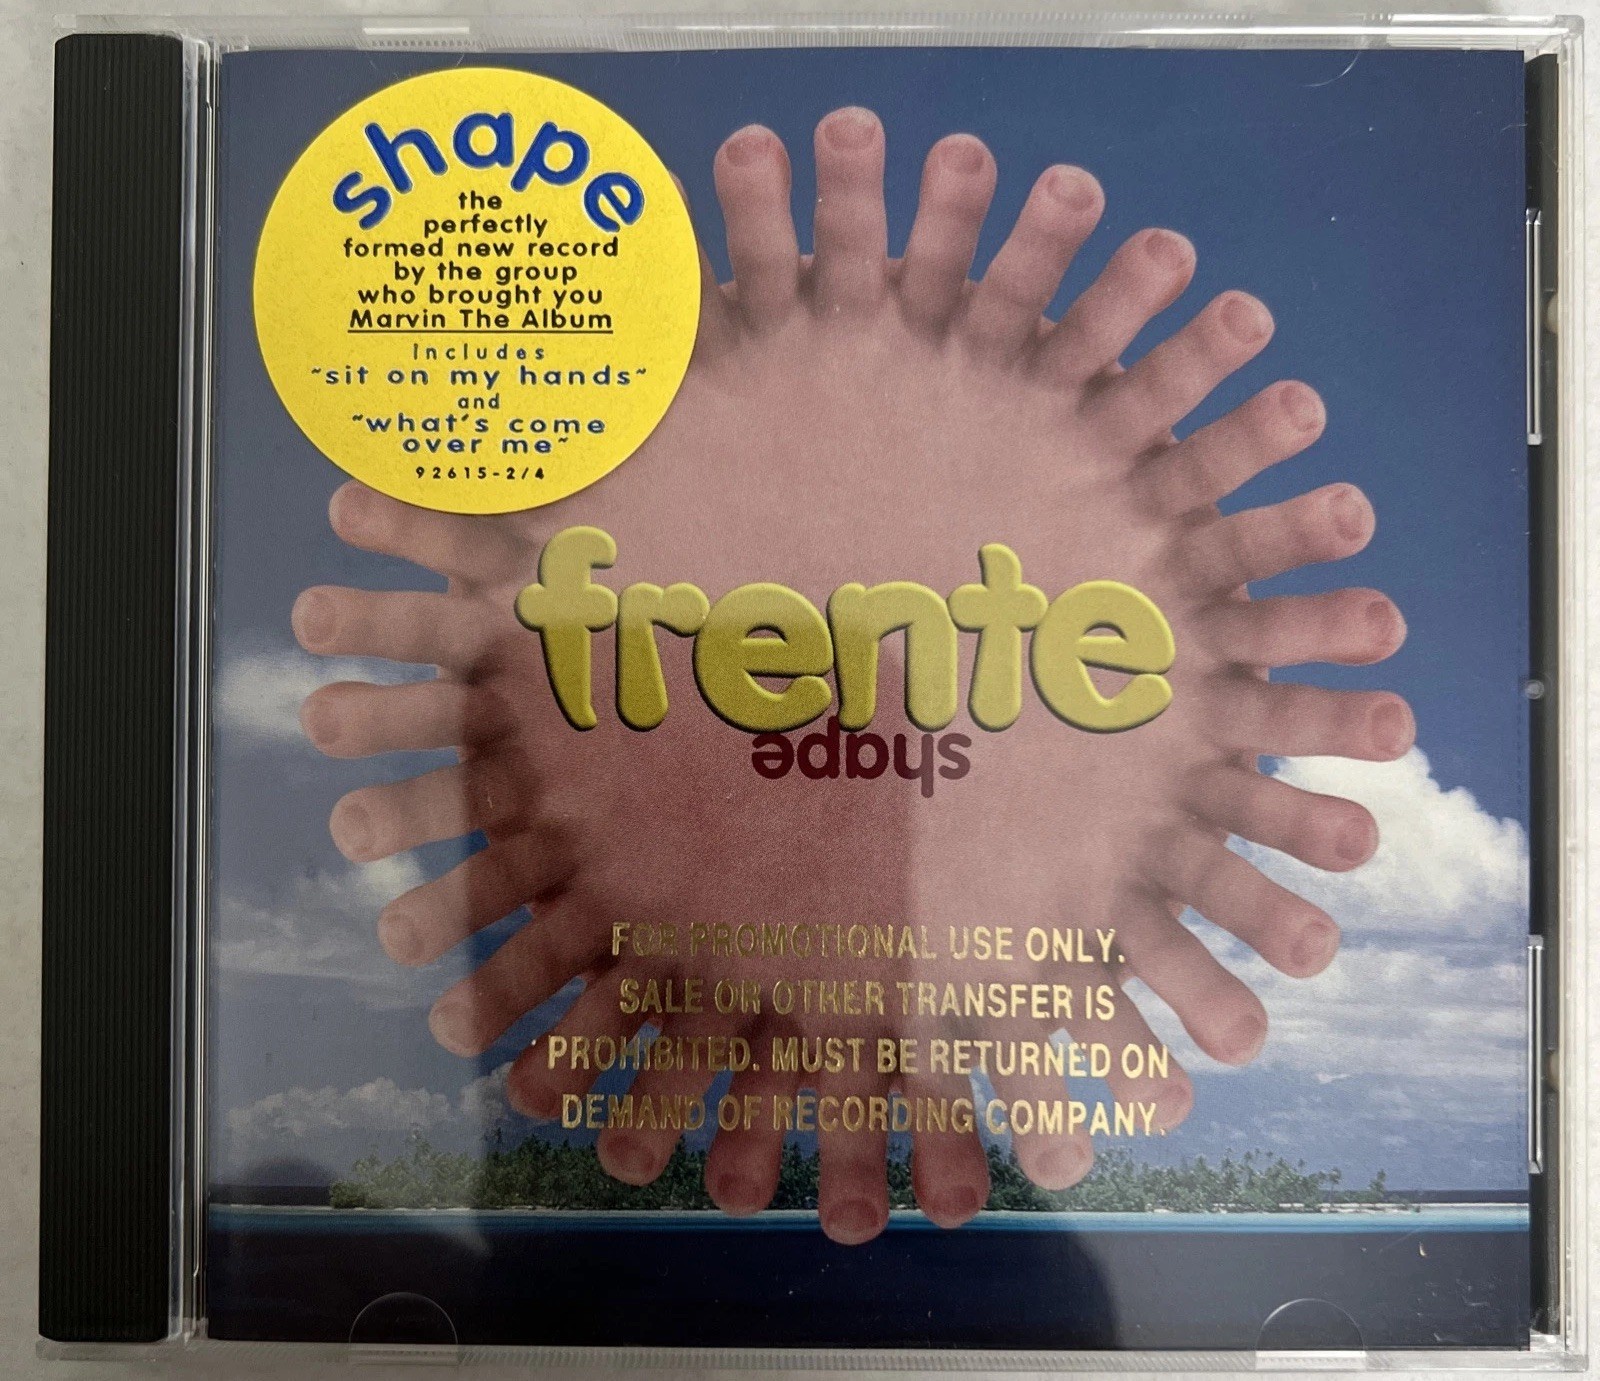 shape
the
perfectly
formed new record
by the group
who brought you
Marvin The Album
Includes
"sit on my hands"
and
"what's come
over me"
92615-2/4
frente
shape
FOR PROMOTIONAL USE ONLY.
SALE OR OTHER TRANSFER IS
PROHIBITED. MUST BE RETURNED ON
DEMAND OF RECORDING COMPANY.